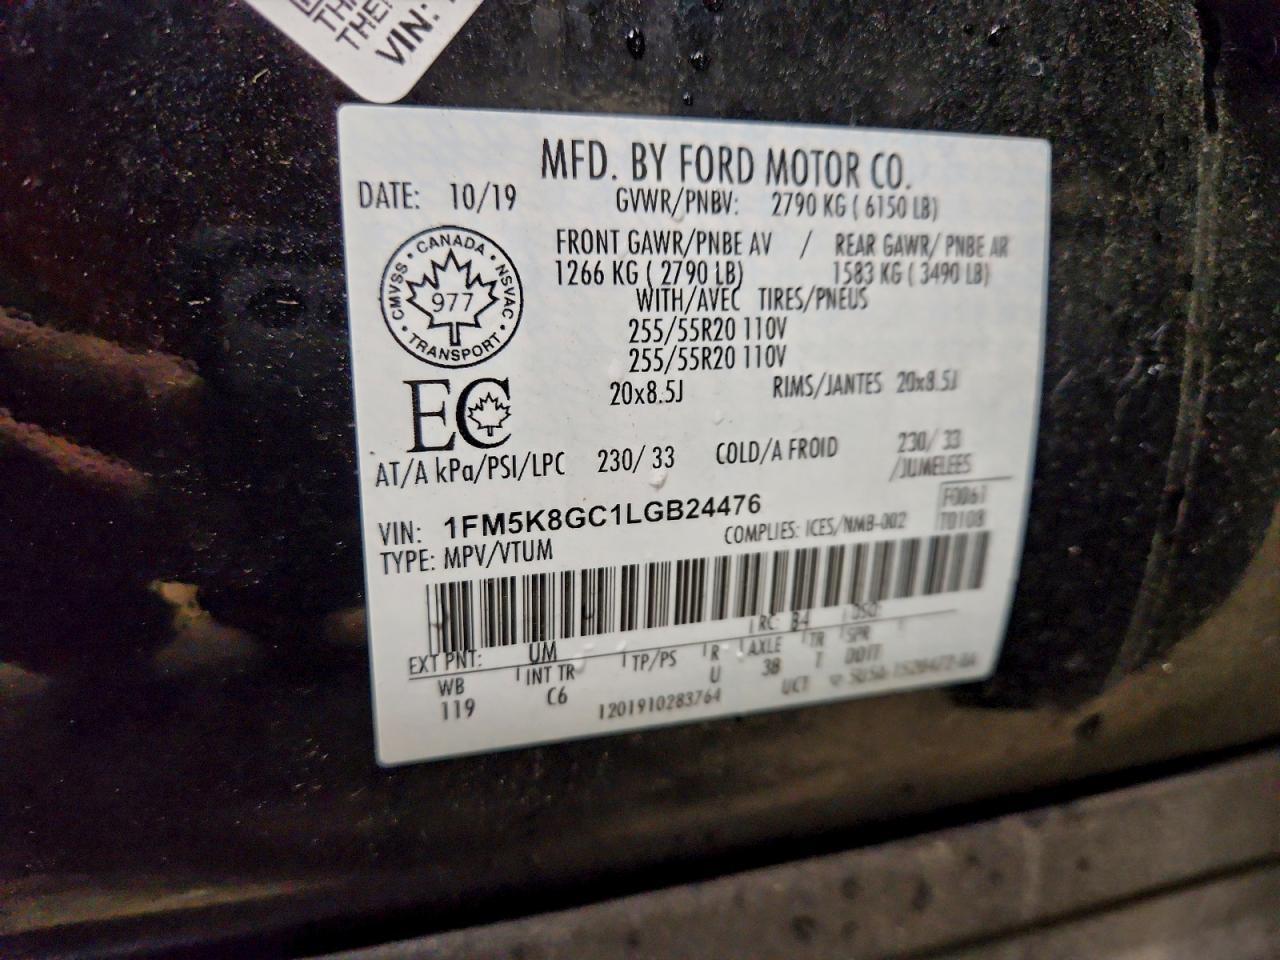 VIN:
MFD. BY FORD MOTOR CO.
DATE: 10/19 GVWR/PNBV: 2790 KG ( 6150 LB)
FRONT GAWR/PNBE AV / REAR GAWR/ PNBE AR
1266 KG ( 2790 LB) 1583 KG ( 3490 LB)
WITH/AVEC TIRES/PNEUS
255/55R20 110V
255/55R20 110V
20x8.5J RIMS/JANTES 20x8.5J
CANADA
CMVSS 977 NSVAC
TRANSPORT
EC
AT/A kPa/PSI/LPC 230/ 33 COLD/A FROID 230/ 33
/JUMELEES
VIN: 1FM5K8GC1LGB24476
F0061
TYPE: MPV/VTUM COMPLIES: ICES/NMB-002 T0108
RC: B4 DSO:
EXT PNT: UM
WB INT TR TP/PS R AXLE TR SPR
119 C6 U 38 T
1201910283764 UCT